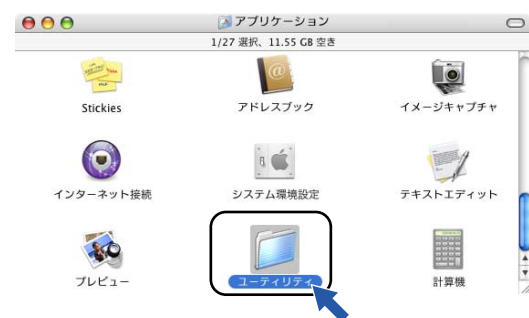 アプリケーション
1/27 選択、11.55 GB 空き
Stickies
アドレスブック
イメージキャプチャ
インターネット接続
システム環境設定
テキストエディット
プレビュー
ユーティリティ
計算機